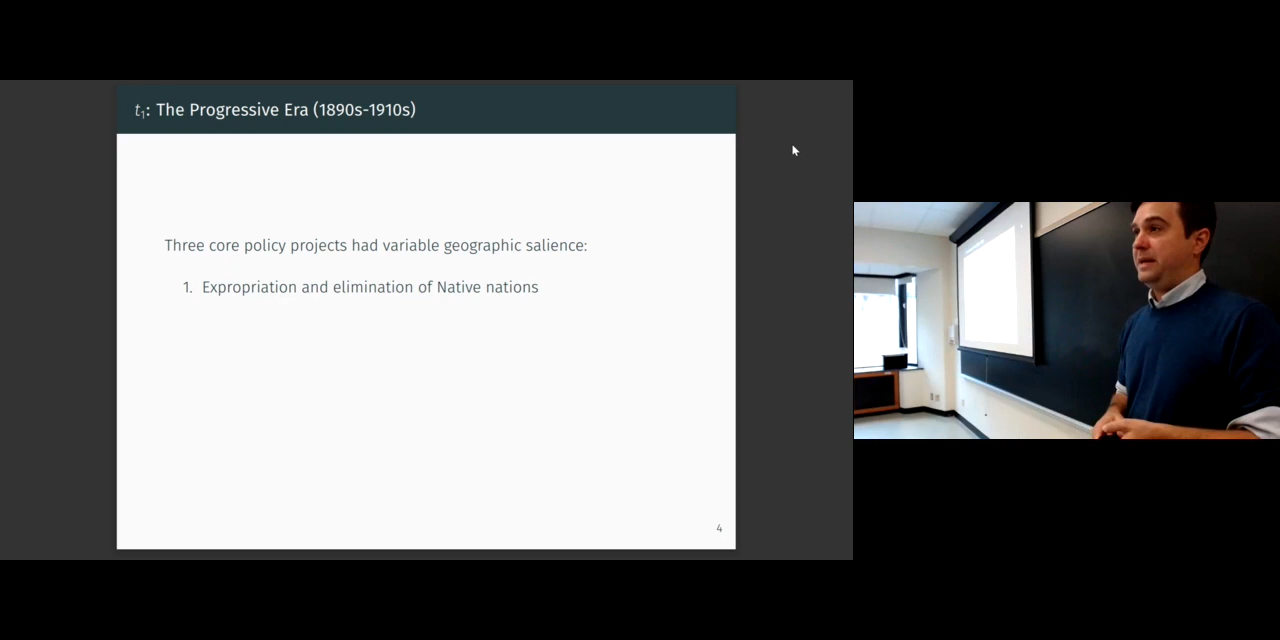 t₁: The Progressive Era (1890s-1910s)
Three core policy projects had variable geographic salience:
1. Expropriation and elimination of Native nations
4